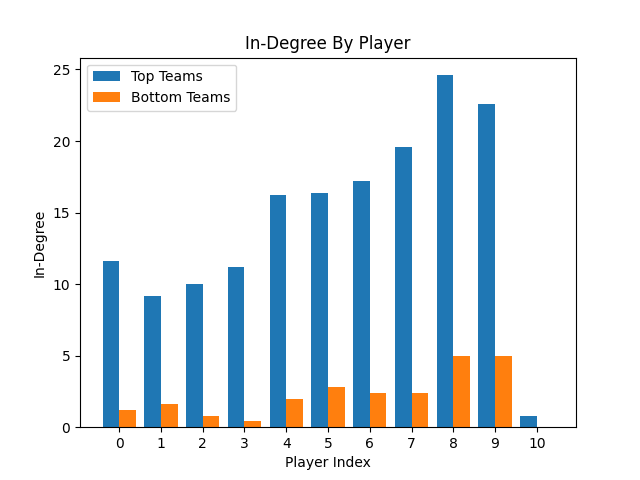 In-Degree By Player
Top Teams
Bottom Teams
In-Degree
25
20
15
10
5
0
0 1 2 3 4 5 6 7 8 9 10
Player Index